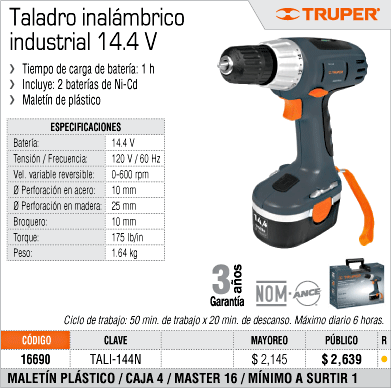 Taladro inalámbrico
industrial 14.4 V
TRUPER®
❯ Tiempo de carga de batería: 1 h
❯ Incluye: 2 baterías de Ni-Cd
❯ Maletín de plástico
ESPECIFICACIONES
Batería: 14.4 V
Tensión / Frecuencia: 120 V / 60 Hz
Vel. variable reversible: 0-600 rpm
Ø Perforación en acero: 10 mm
Ø Perforación en madera: 25 mm
Broquero: 10 mm
Torque: 175 lb/in
Peso: 1.64 kg
14.4
3 años
Garantía
NOM-ANCE
Ciclo de trabajo: 50 min. de trabajo x 20 min. de descanso. Máximo diario 6 horas.
CÓDIGO CLAVE MAYOREO PÚBLICO R
16690 TALI-144N $ 2,145 $ 2,639
MALETÍN PLÁSTICO / CAJA 4 / MASTER 16 / MÍNIMO A SURTIR 1